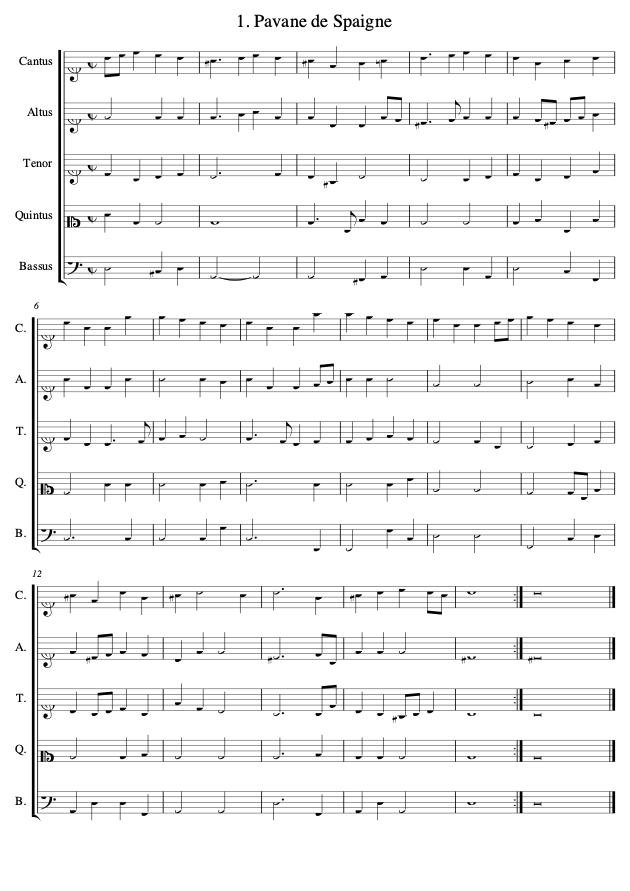 1. Pavane de Spaigne
Cantus
Altus
Tenor
Quintus
Bassus
6
C.
A.
T.
Q.
B.
12
C.
A.
T.
Q.
B.